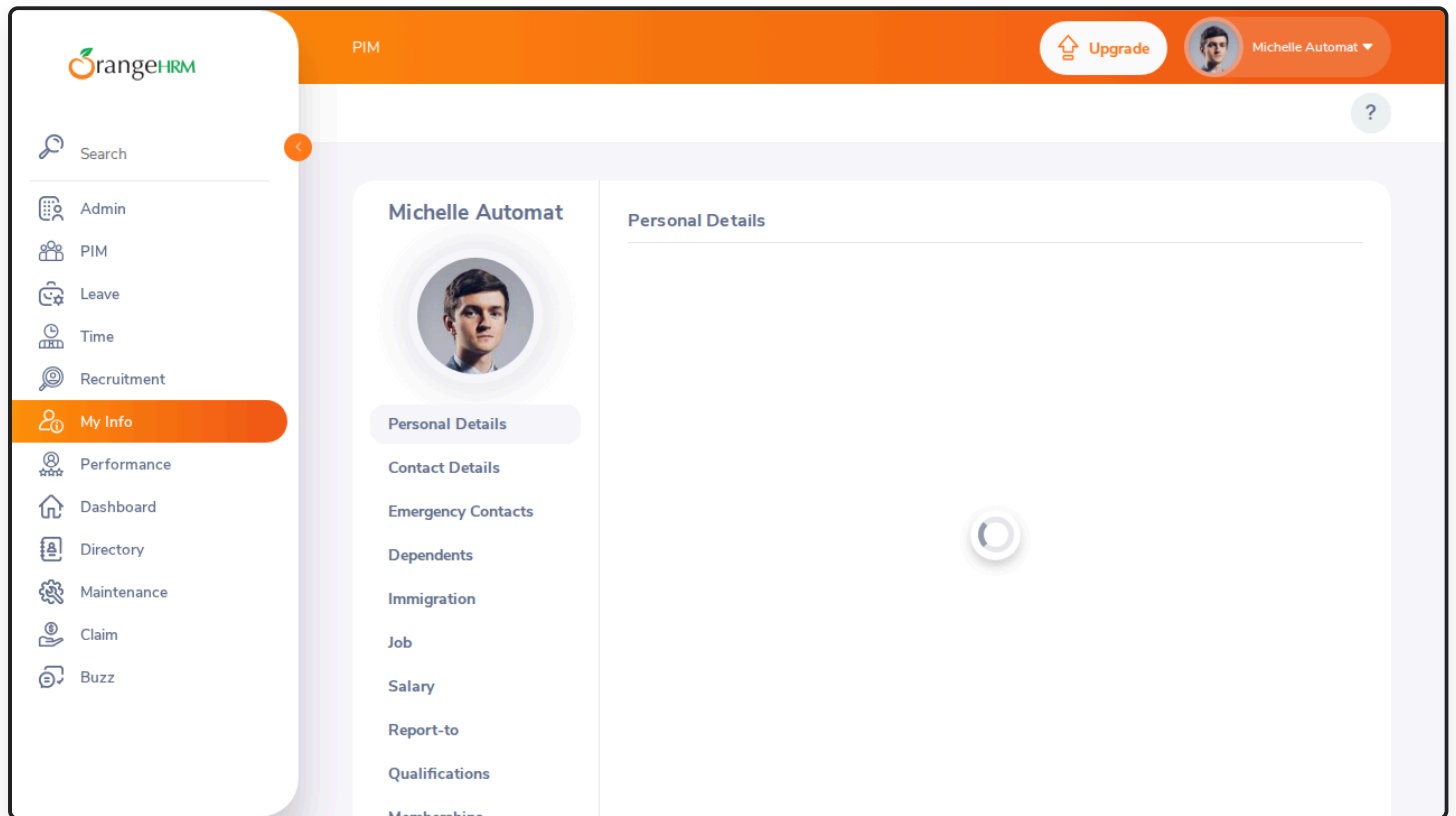 OrangeHRM
PIM
Upgrade
Michelle Automat
?
Search
Admin
PIM
Leave
Time
Recruitment
My Info
Performance
Dashboard
Directory
Maintenance
Claim
Buzz
Michelle Automat
Personal Details
Contact Details
Emergency Contacts
Dependents
Immigration
Job
Salary
Report-to
Qualifications
Memberships
Personal Details